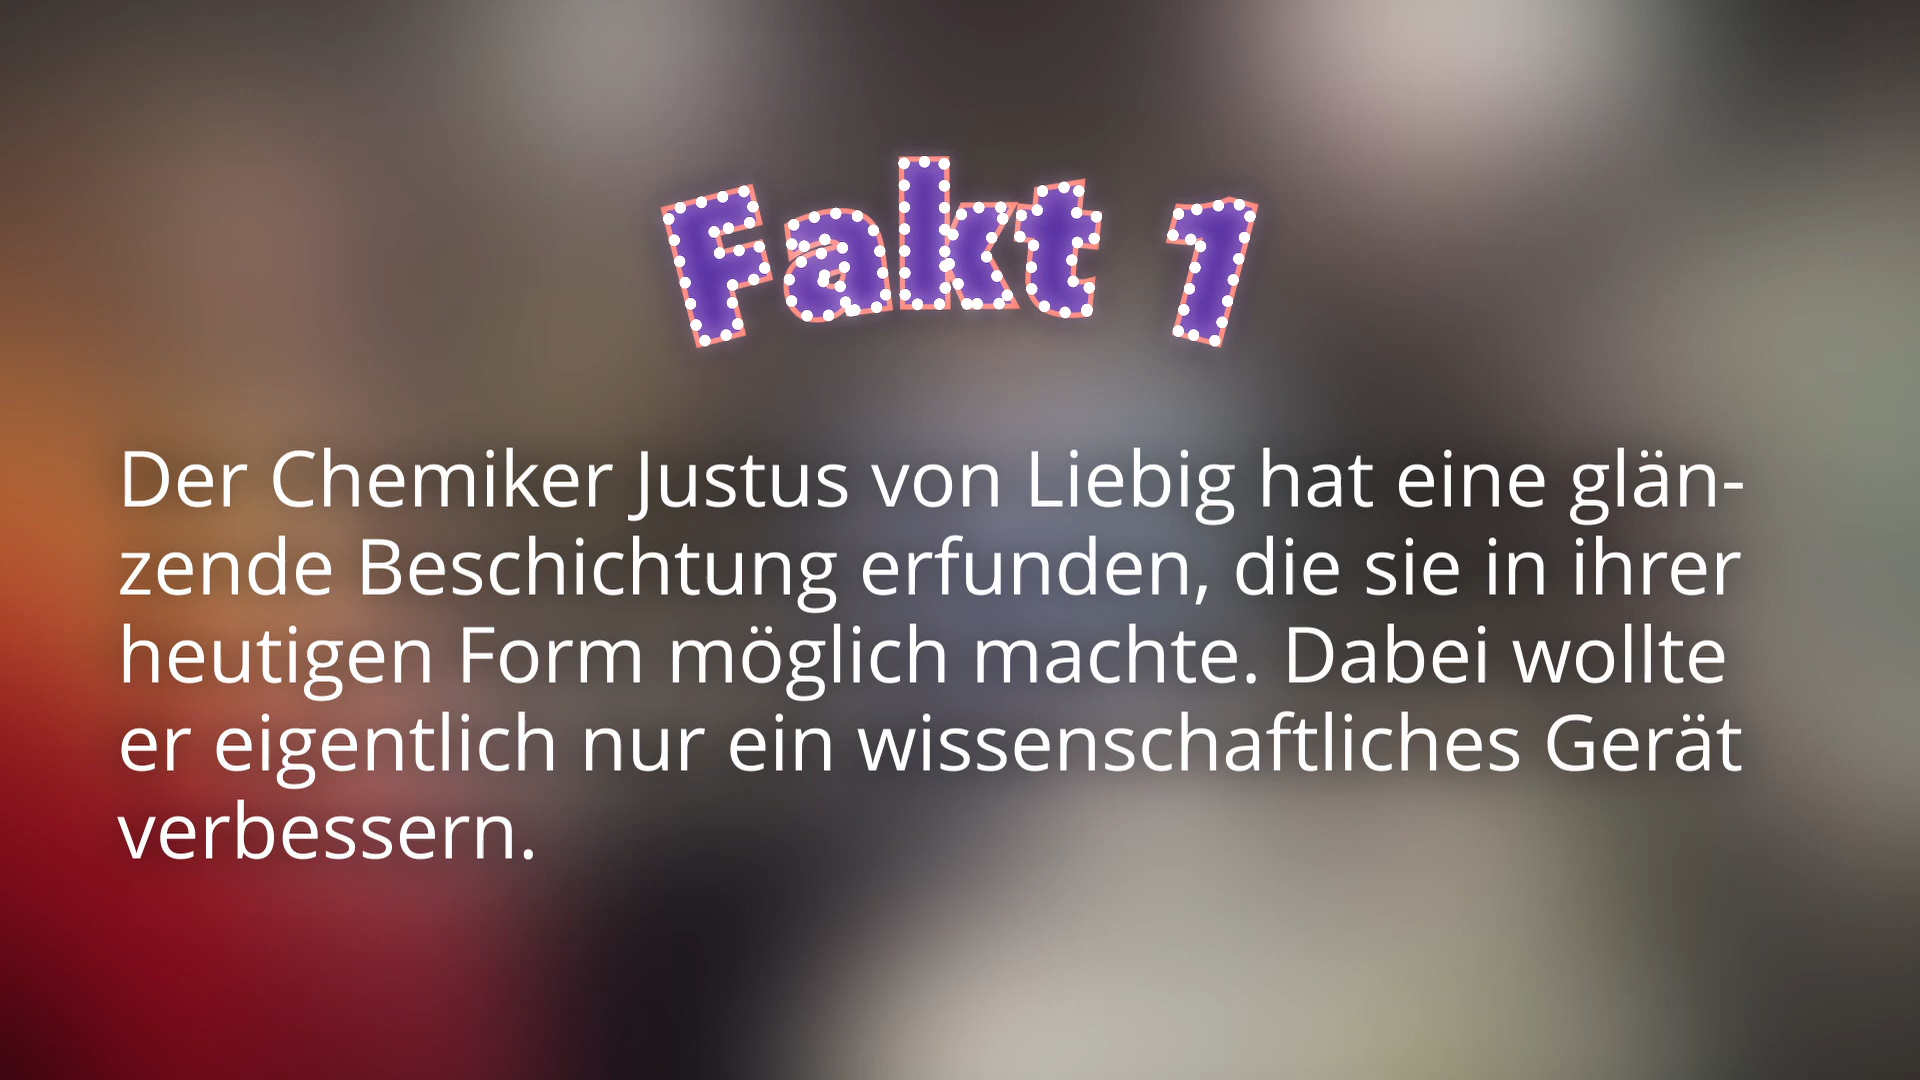 Fakt 1
Der Chemiker Justus von Liebig hat eine glän-
zende Beschichtung erfunden, die sie in ihrer
heutigen Form möglich machte. Dabei wollte
er eigentlich nur ein wissenschaftliches Gerät
verbessern.